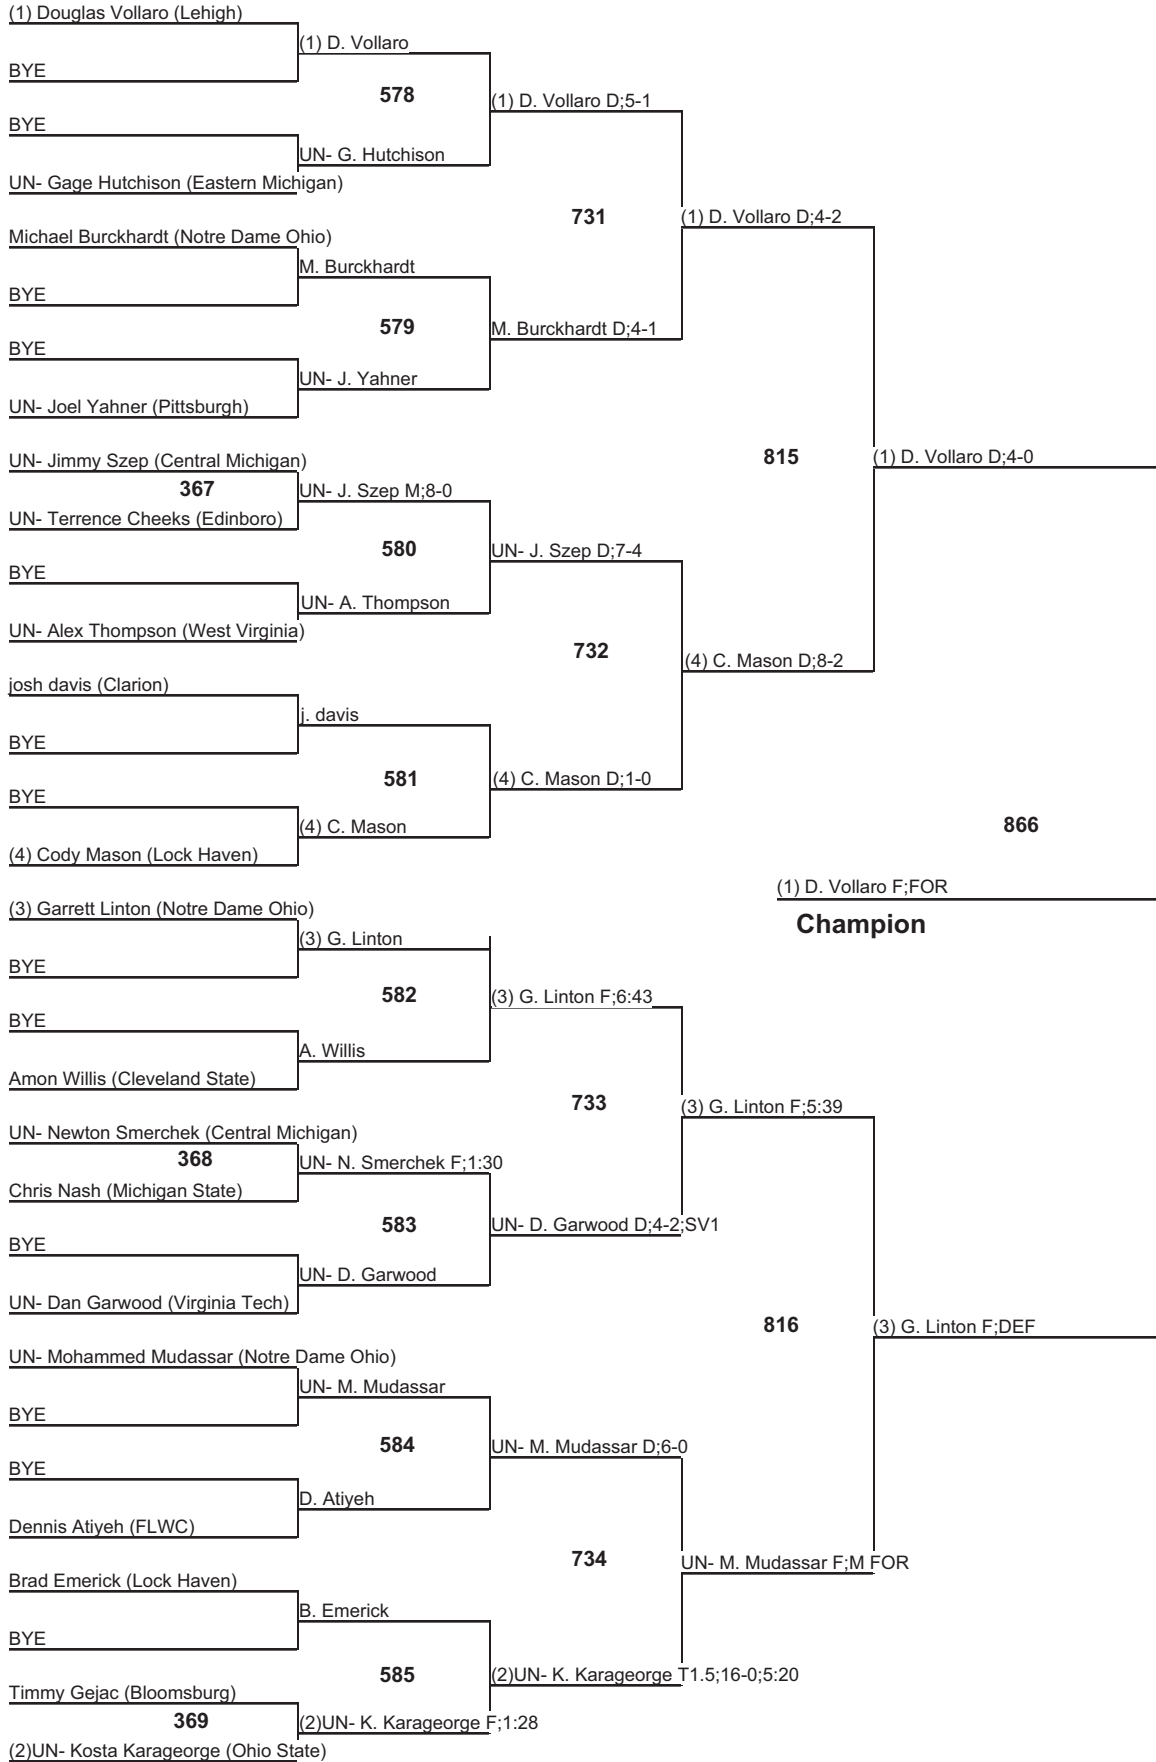 (1) Douglas Vollaro (Lehigh)
(1) D. Vollaro
BYE
578
(1) D. Vollaro D;5-1
BYE
UN- G. Hutchison
UN- Gage Hutchison (Eastern Michigan)
731
(1) D. Vollaro D;4-2
Michael Burckhardt (Notre Dame Ohio)
M. Burckhardt
BYE
579
M. Burckhardt D;4-1
BYE
UN- J. Yahner
UN- Joel Yahner (Pittsburgh)
815
(1) D. Vollaro D;4-0
UN- Jimmy Szep (Central Michigan)
367
UN- J. Szep M;8-0
UN- Terrence Cheeks (Edinboro)
580
UN- J. Szep D;7-4
BYE
UN- A. Thompson
UN- Alex Thompson (West Virginia)
732
(4) C. Mason D;8-2
josh davis (Clarion)
j. davis
BYE
581
(4) C. Mason D;1-0
BYE
(4) C. Mason
(4) Cody Mason (Lock Haven)
866
(1) D. Vollaro F;FOR
Champion
(3) Garrett Linton (Notre Dame Ohio)
(3) G. Linton
BYE
582
(3) G. Linton F;6:43
BYE
A. Willis
Amon Willis (Cleveland State)
733
(3) G. Linton F;5:39
UN- Newton Smerchek (Central Michigan)
368
UN- N. Smerchek F;1:30
Chris Nash (Michigan State)
583
UN- D. Garwood D;4-2;SV1
BYE
UN- D. Garwood
UN- Dan Garwood (Virginia Tech)
816
(3) G. Linton F;DEF
UN- Mohammed Mudassar (Notre Dame Ohio)
UN- M. Mudassar
BYE
584
UN- M. Mudassar D;6-0
BYE
D. Atiyeh
Dennis Atiyeh (FLWC)
734
UN- M. Mudassar F;M FOR
Brad Emerick (Lock Haven)
B. Emerick
BYE
585
(2)UN- K. Karageorge T1.5;16-0;5:20
Timmy Gejac (Bloomsburg)
369
(2)UN- K. Karageorge F;1:28
(2)UN- Kosta Karageorge (Ohio State)